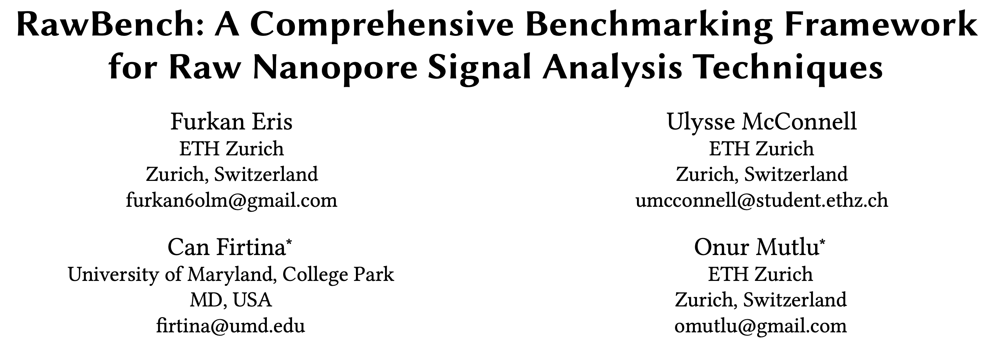 RawBench: A Comprehensive Benchmarking Framework
for Raw Nanopore Signal Analysis Techniques
Furkan Eris
ETH Zurich
Zurich, Switzerland
furkan6olm@gmail.com
Ulysse McConnell
ETH Zurich
Zurich, Switzerland
umcconnell@student.ethz.ch
Can Firtina*
University of Maryland, College Park
MD, USA
firtina@umd.edu
Onur Mutlu*
ETH Zurich
Zurich, Switzerland
omutlu@gmail.com